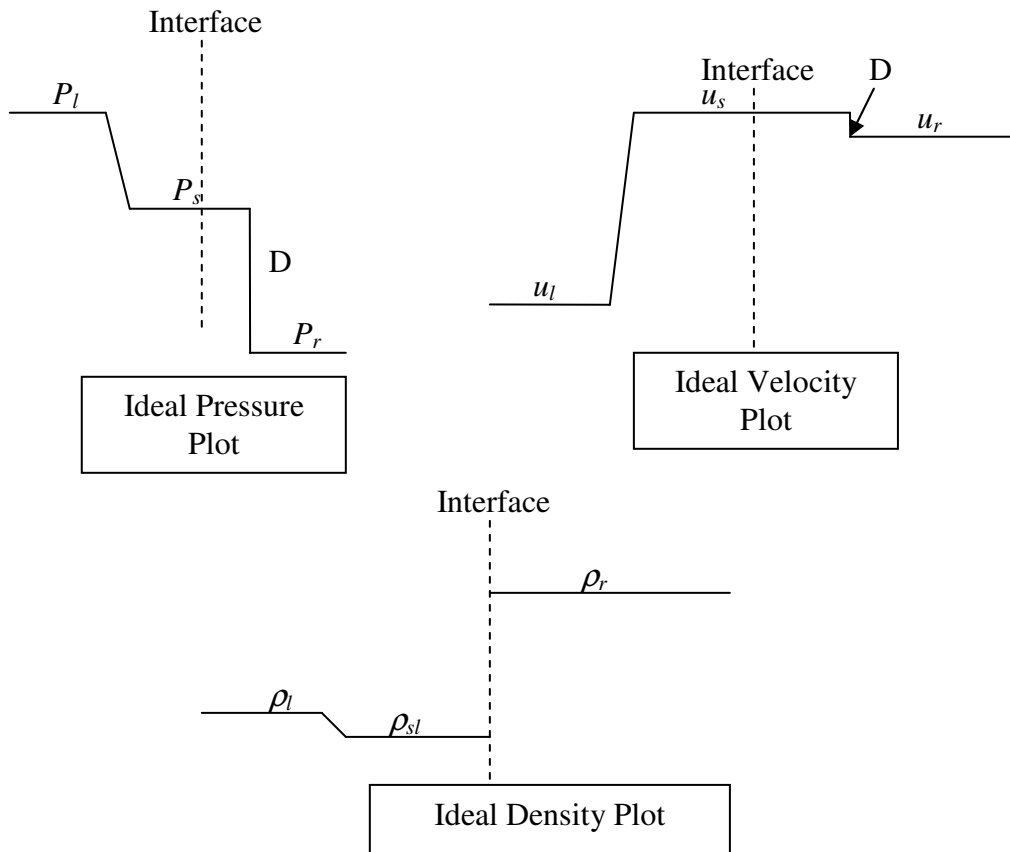 Interface
P_l
P_s
D
P_r
Ideal Pressure
Plot
Interface
D
u_s
u_r
u_l
Ideal Velocity
Plot
Interface
ρ_r
ρ_l
ρ_sl
Ideal Density Plot